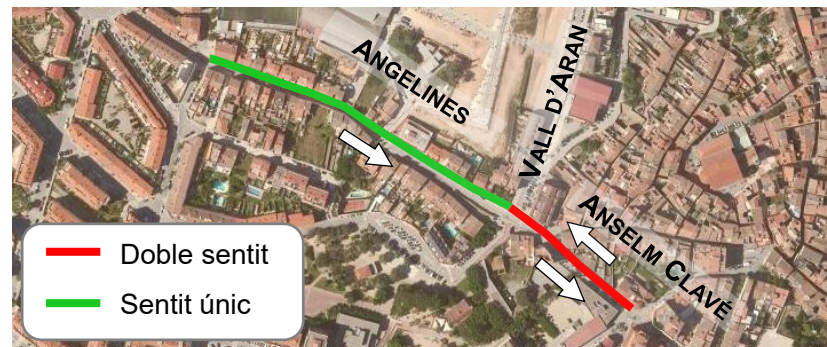 ANGELINES
VALL D'ARAN
ANSELM CLAVÉ
Doble sentit
Sentit únic